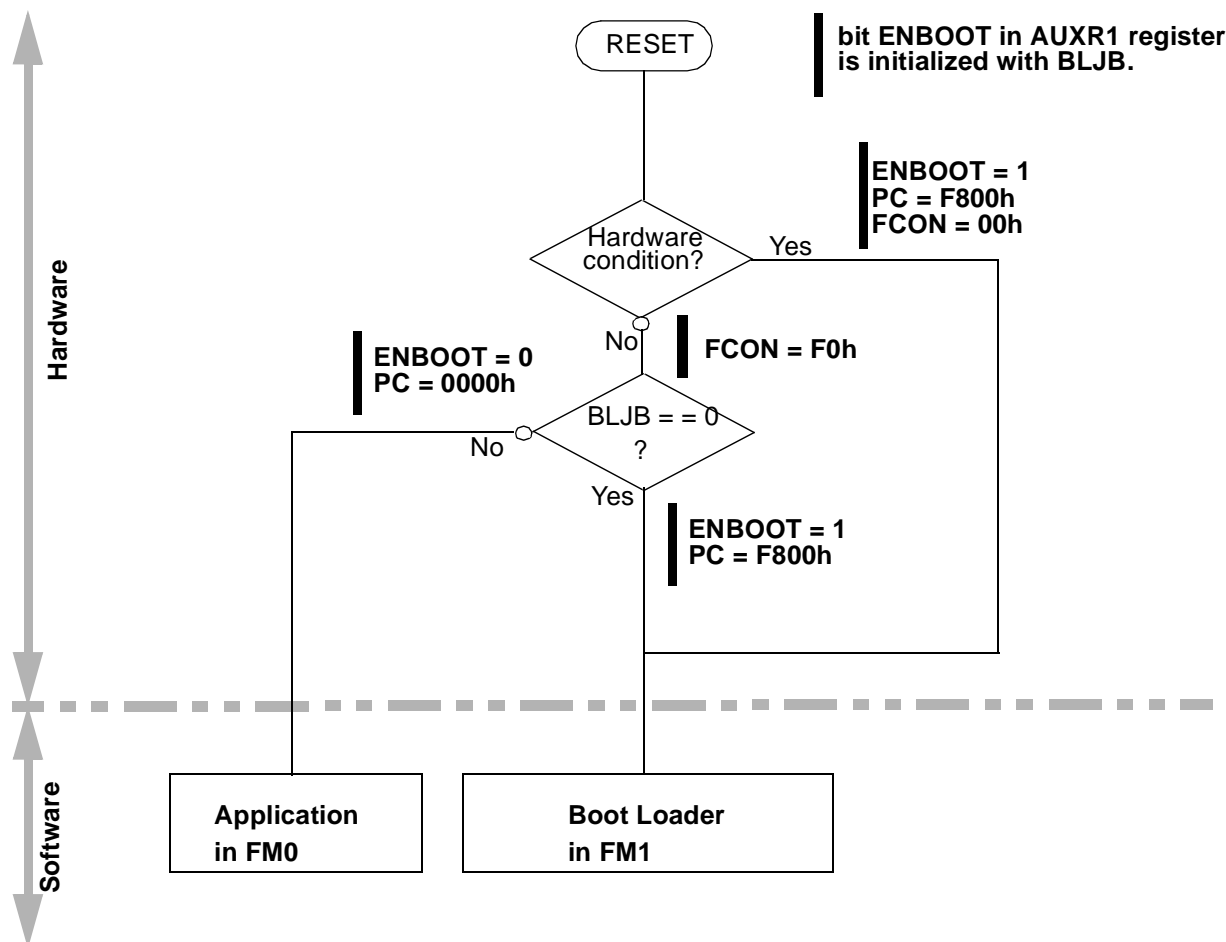 RESET
bit ENBOOT in AUXR1 register
is initialized with BLJB.
ENBOOT = 1
PC = F800h
FCON = 00h
Hardware
condition?
Yes
Hardware
No
FCON = F0h
ENBOOT = 0
PC = 0000h
BLJB = = 0
?
No
Yes
ENBOOT = 1
PC = F800h
Software
Application
in FM0
Boot Loader
in FM1